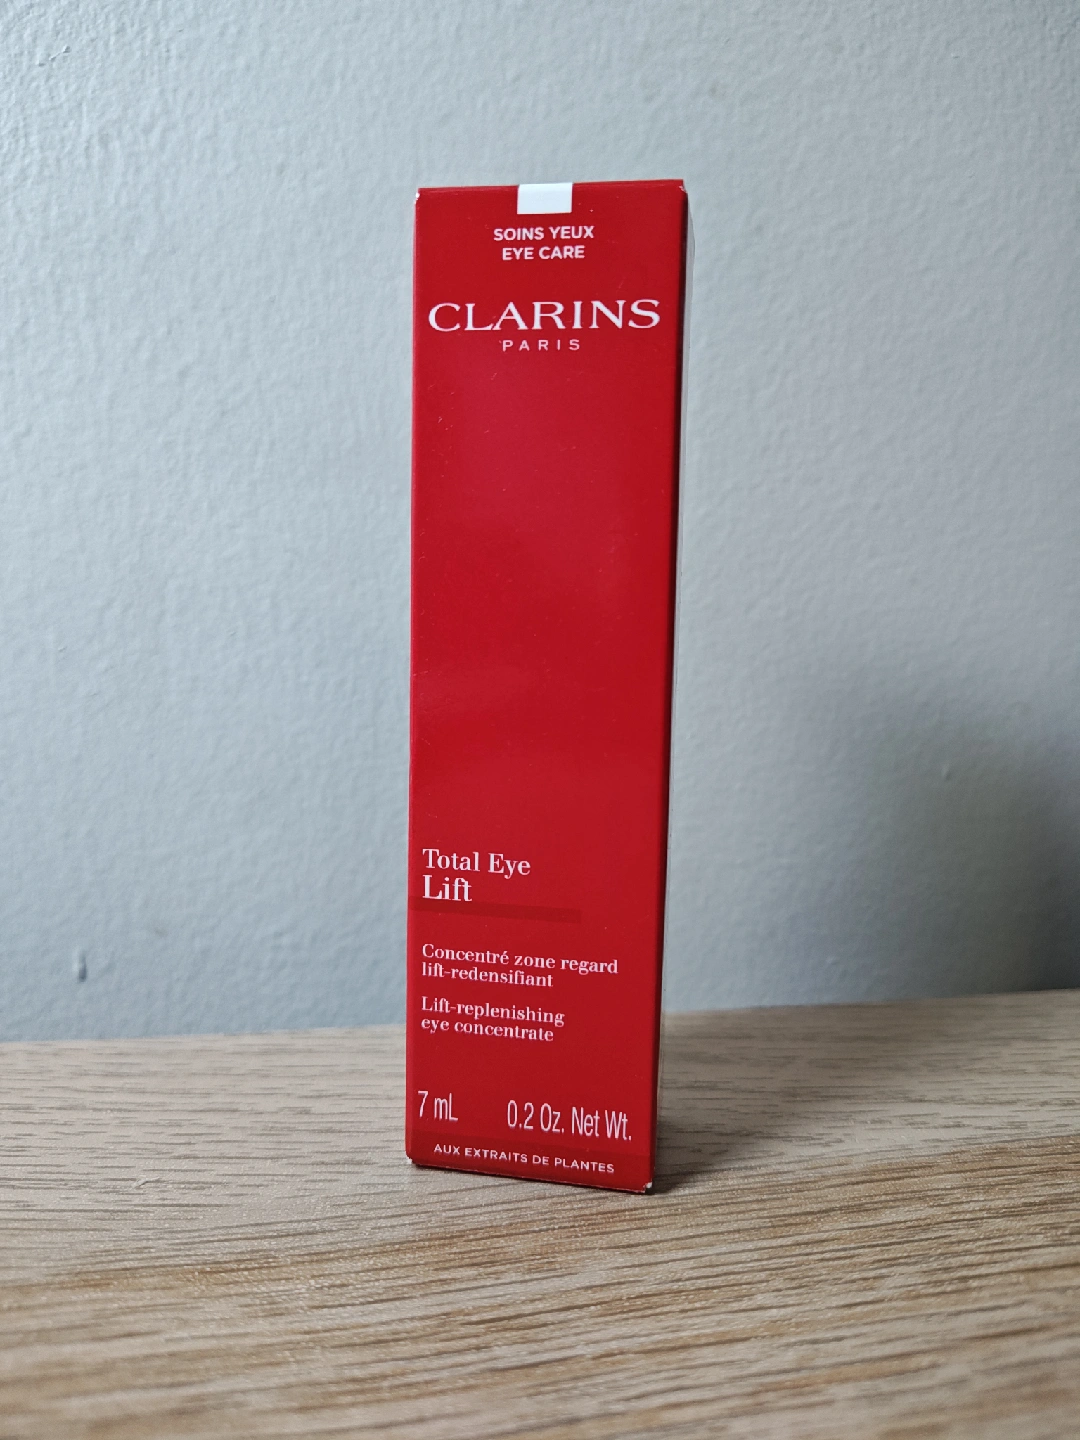 SOINS YEUX
EYE CARE
CLARINS
PARIS
Total Eye
Lift
Concentré zone regard
lift-redensifiant
Lift-replenishing
eye concentrate
7 mL 0.2 Oz. Net Wt.
AUX EXTRAITS DE PLANTES